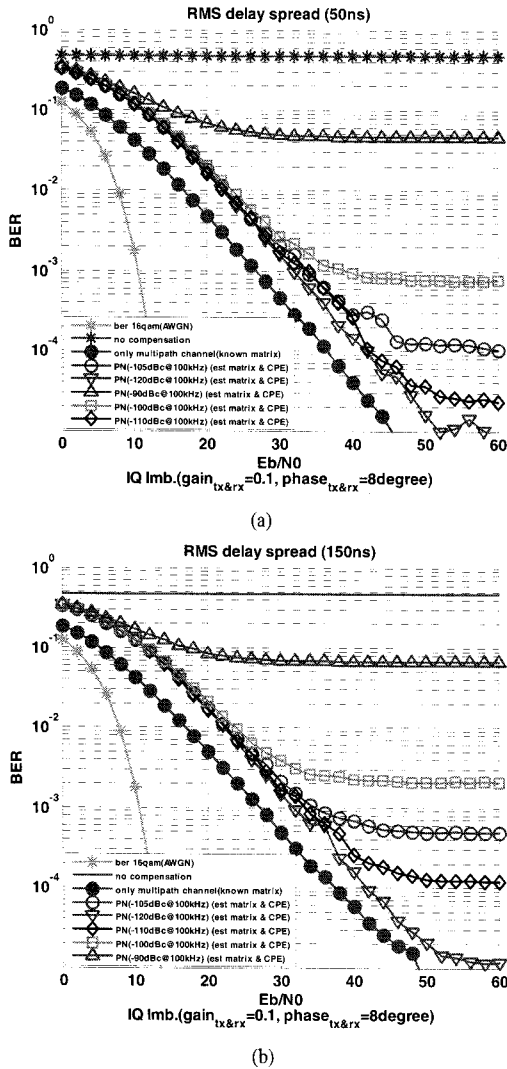 RMS delay spread (50ns)
10^0
10^-1
10^-2
10^-3
10^-4
BER
ber 16qam(AWGN)
no compensation
only multipath channel(known matrix)
PN(-105dBc@100kHz) (est matrix & CPE)
PN(-120dBc@100kHz) (est matrix & CPE)
PN(-90dBc@100kHz) (est matrix & CPE)
PN(-100dBc@100kHz) (est matrix & CPE)
PN(-110dBc@100kHz) (est matrix & CPE)
0 10 20 30 40 50 60
Eb/N0
IQ Imb.(gain_tx&rx=0.1, phase_tx&rx=8degree)
(a)
RMS delay spread (150ns)
10^0
10^-1
10^-2
10^-3
10^-4
BER
ber 16qam(AWGN)
no compensation
only multipath channel(known matrix)
PN(-105dBc@100kHz) (est matrix & CPE)
PN(-120dBc@100kHz) (est matrix & CPE)
PN(-110dBc@100kHz) (est matrix & CPE)
PN(-100dBc@100kHz) (est matrix & CPE)
PN(-90dBc@100kHz) (est matrix & CPE)
0 10 20 30 40 50 60
Eb/N0
IQ Imb.(gain_tx&rx=0.1, phase_tx&rx=8degree)
(b)